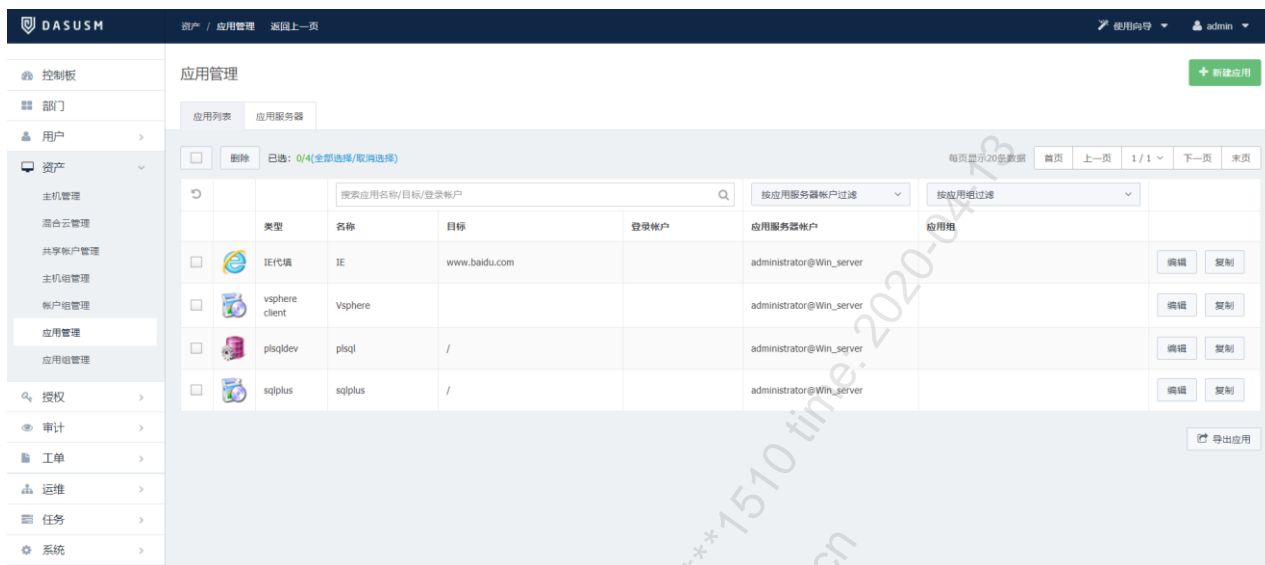 DASUSM
资产 / 应用管理 返回上一页
使用向导
admin
控制板
部门
用户
资产
主机管理
混合云管理
共享帐户管理
主机组管理
帐户组管理
应用管理
应用组管理
授权
审计
工单
运维
任务
系统
应用管理
+ 新建应用
应用列表 应用服务器
删除 已选: 0/4(全部选择/取消选择) 每页显示20条数据 首页 上一页 1 / 1 下一页 末页
搜索应用名称/目标/登录帐户 按应用服务器帐户过滤 按应用组过滤
类型 名称 目标 登录帐户 应用服务器帐户 应用组
IE代填 IE www.baidu.com administrator@Win_server 编辑 复制
vsphere client Vsphere administrator@Win_server 编辑 复制
plsqldev plsql / administrator@Win_server 编辑 复制
sqlplus sqlplus / administrator@Win_server 编辑 复制
导出应用
***1510 time: 2020-04-13
cn